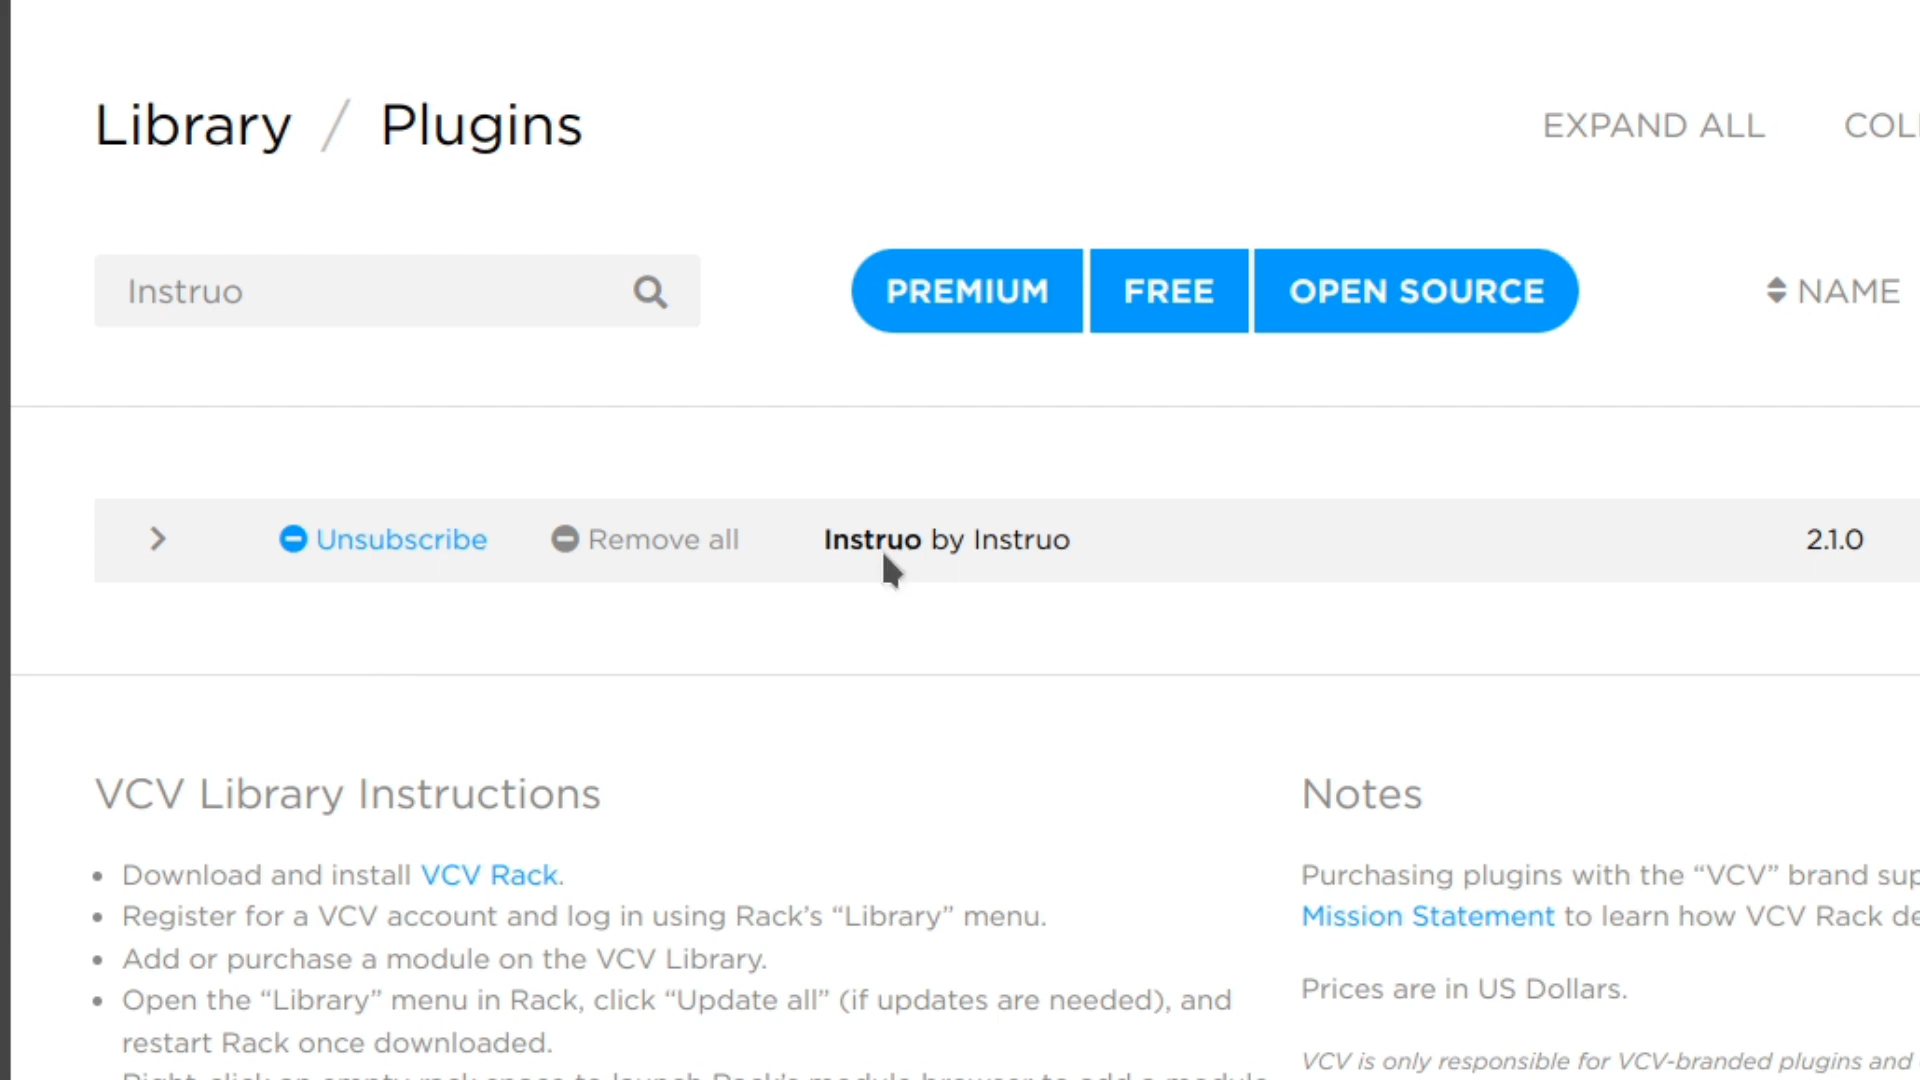 Library / Plugins
EXPAND ALL
Instruo
PREMIUM FREE OPEN SOURCE
NAME
Unsubscribe Remove all Instruo by Instruo 2.1.0
VCV Library Instructions
• Download and install VCV Rack.
• Register for a VCV account and log in using Rack’s “Library” menu.
• Add or purchase a module on the VCV Library.
• Open the “Library” menu in Rack, click “Update all” (if updates are needed), and
restart Rack once downloaded.
Notes
Purchasing plugins with the “VCV” brand
Mission Statement to learn how VCV Rack
Prices are in US Dollars.
VCV is only responsible for VCV-branded plugins and